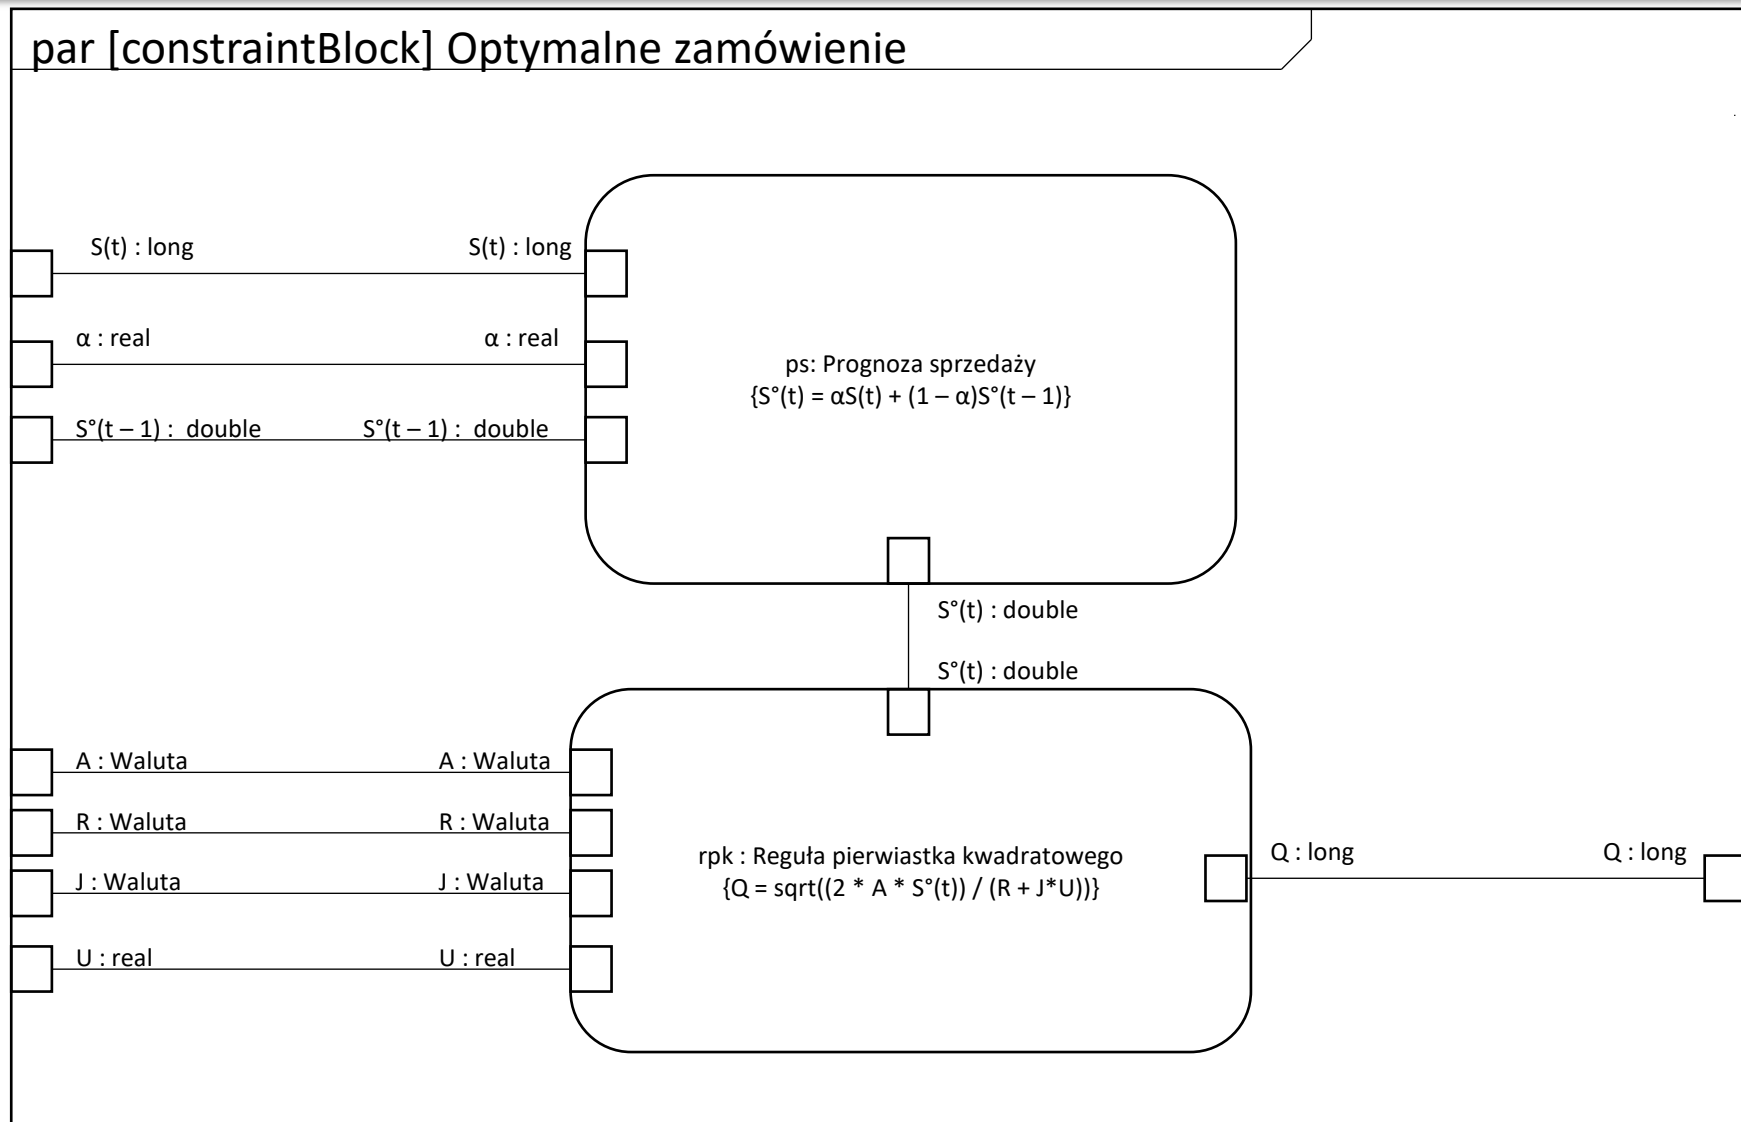 par [constraintBlock] Optymalne zamówienie
S(t) : long
S(t) : long
α : real
α : real
ps: Prognoza sprzedaży
{S°(t) = αS(t) + (1 – α)S°(t – 1)}
S°(t – 1) :  double
S°(t – 1) :  double
S°(t) : double
S°(t) : double
A : Waluta
A : Waluta
R : Waluta
R : Waluta
rpk : Reguła pierwiastka kwadratowego
{Q = sqrt((2 * A * S°(t)) / (R + J*U))}
Q : long
Q : long
J : Waluta
J : Waluta
U : real
U : real